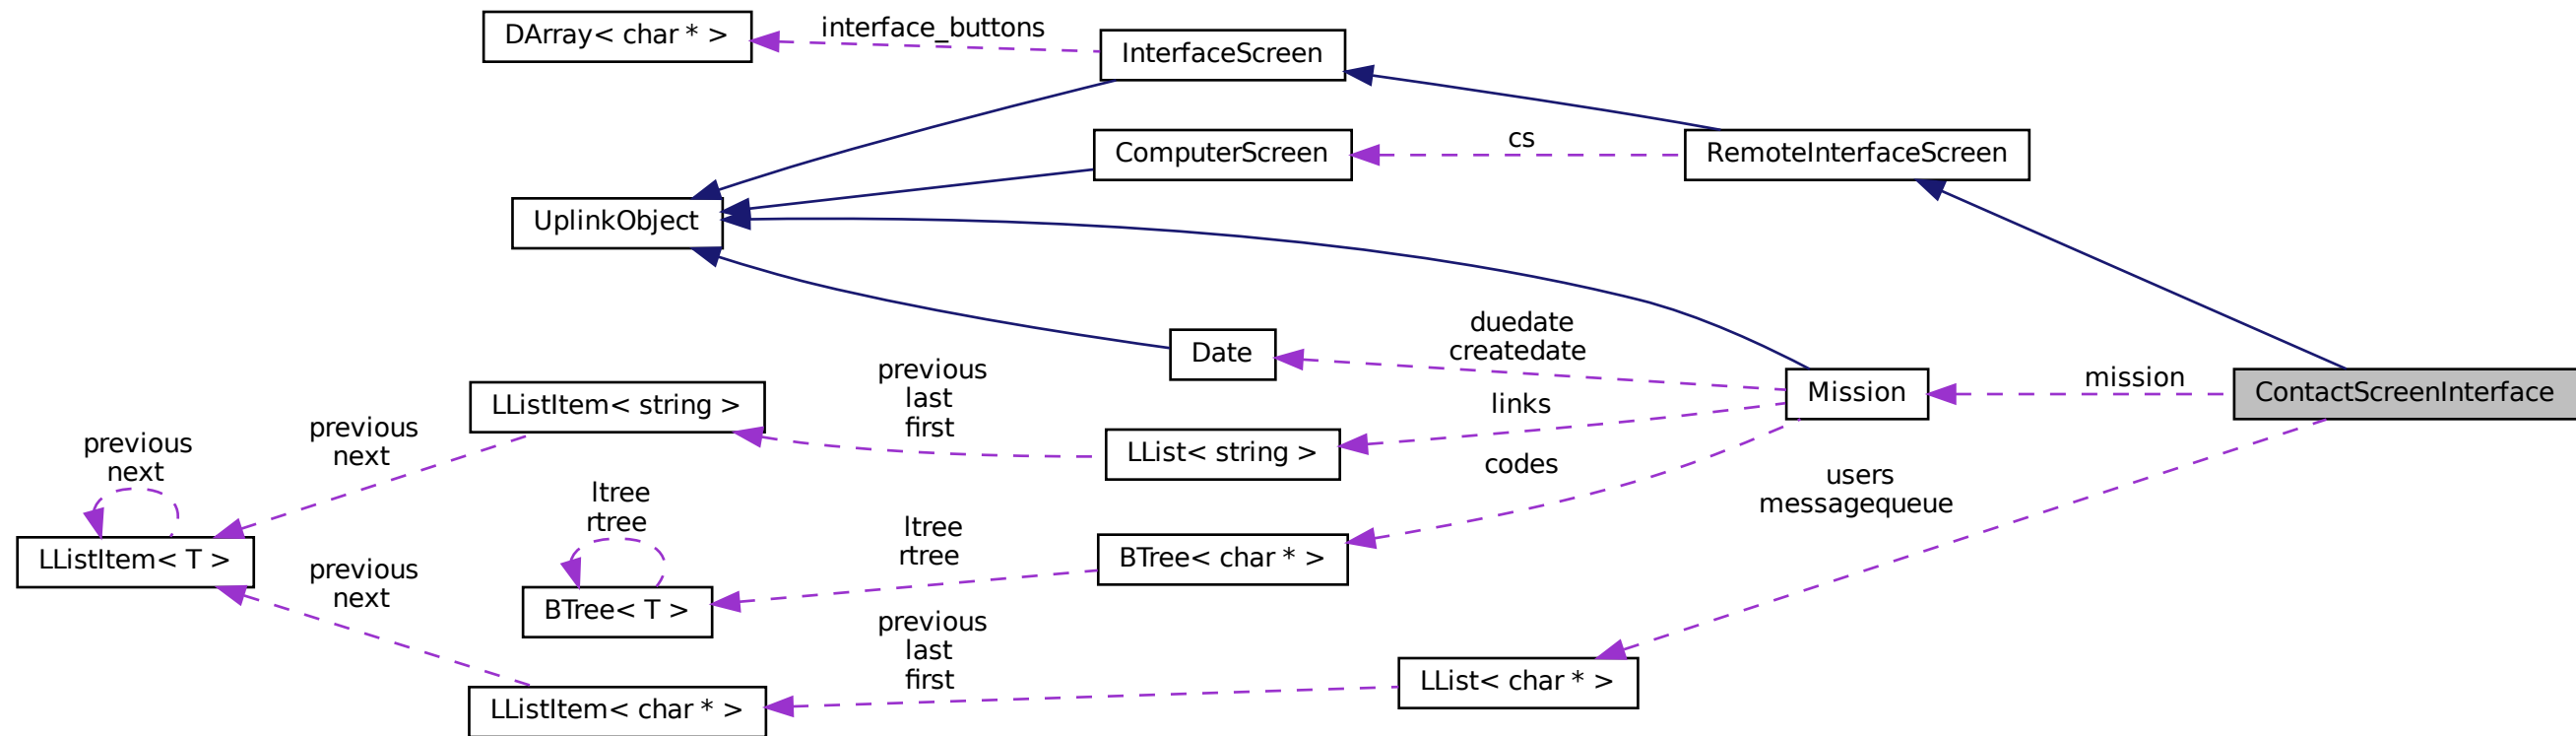 DArray< char * >
interface_buttons
InterfaceScreen
ComputerScreen
cs
RemoteInterfaceScreen
UplinkObject
Date
duedate
createdate
Mission
mission
ContactScreenInterface
previous
last
first
links
LListItem< string >
LList< string >
previous
next
previous
next
codes
users
messagequeue
ltree
rtree
ltree
rtree
LListItem< T >
BTree< char * >
previous
next
BTree< T >
previous
last
first
LList< char * >
LListItem< char * >